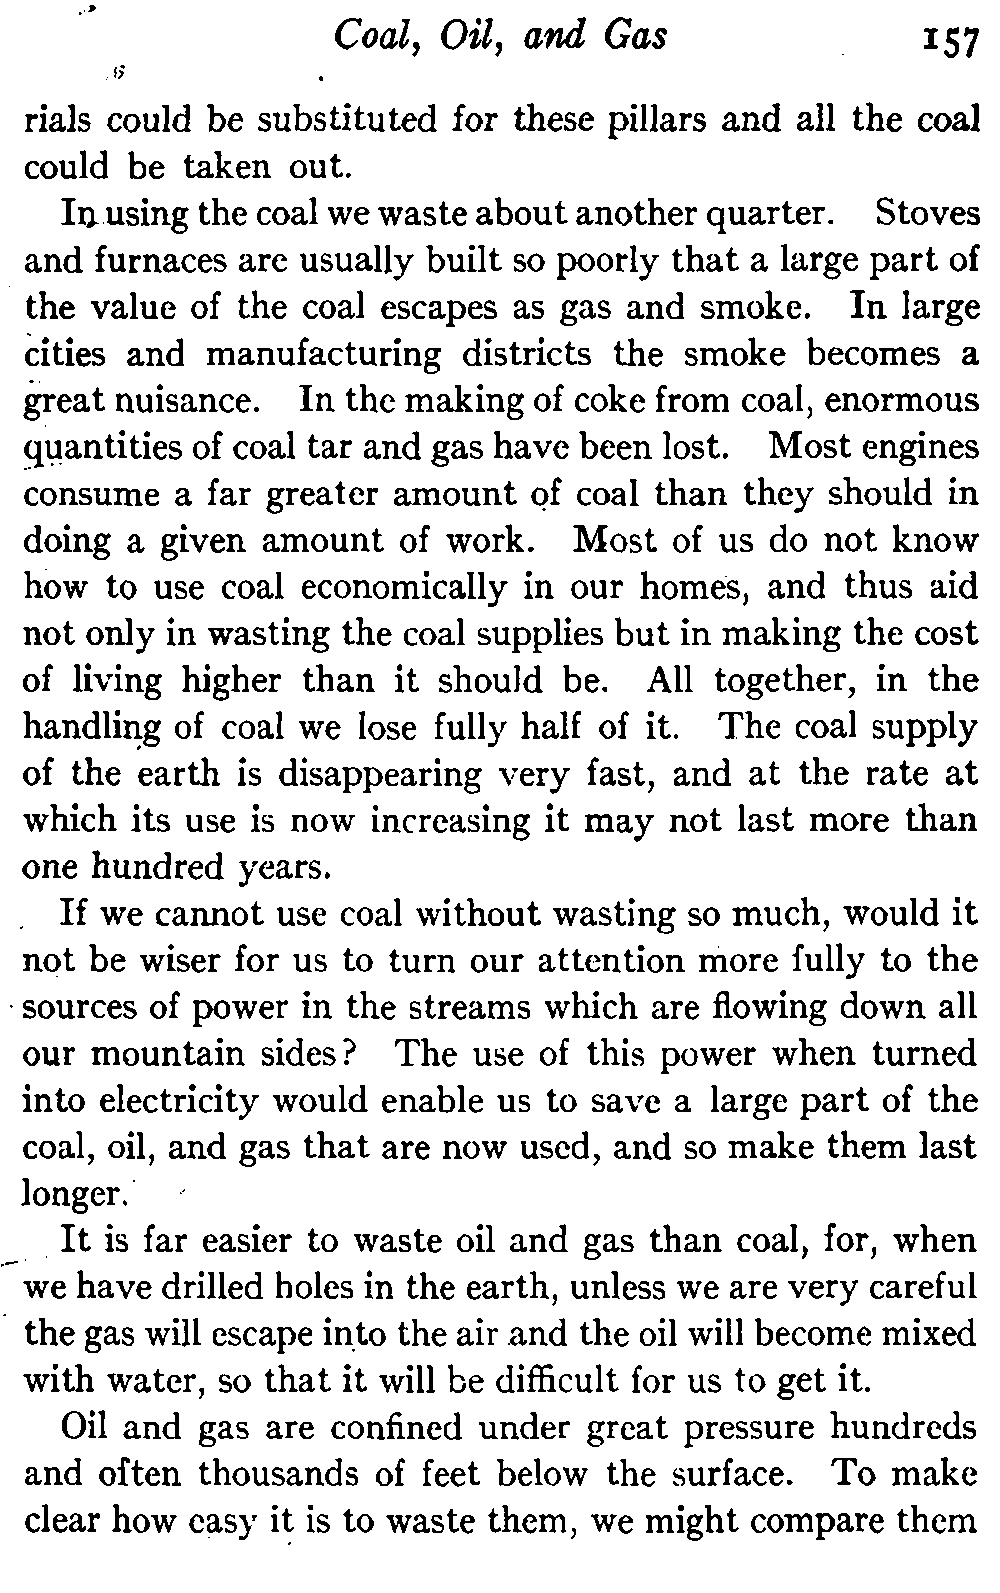 Coal, Oil, and Gas 157
rials could be substituted for these pillars and all the coal
could be taken out.
In using the coal we waste about another quarter. Stoves
and furnaces are usually built so poorly that a large part of
the value of the coal escapes as gas and smoke. In large
cities and manufacturing districts the smoke becomes a
great nuisance. In the making of coke from coal, enormous
quantities of coal tar and gas have been lost. Most engines
consume a far greater amount of coal than they should in
doing a given amount of work. Most of us do not know
how to use coal economically in our homes, and thus aid
not only in wasting the coal supplies but in making the cost
of living higher than it should be. All together, in the
handling of coal we lose fully half of it. The coal supply
of the earth is disappearing very fast, and at the rate at
which its use is now increasing it may not last more than
one hundred years.
If we cannot use coal without wasting so much, would it
not be wiser for us to turn our attention more fully to the
sources of power in the streams which are flowing down all
our mountain sides? The use of this power when turned
into electricity would enable us to save a large part of the
coal, oil, and gas that are now used, and so make them last
longer.
It is far easier to waste oil and gas than coal, for, when
we have drilled holes in the earth, unless we are very careful
the gas will escape into the air and the oil will become mixed
with water, so that it will be difficult for us to get it.
Oil and gas are confined under great pressure hundreds
and often thousands of feet below the surface. To make
clear how easy it is to waste them, we might compare them